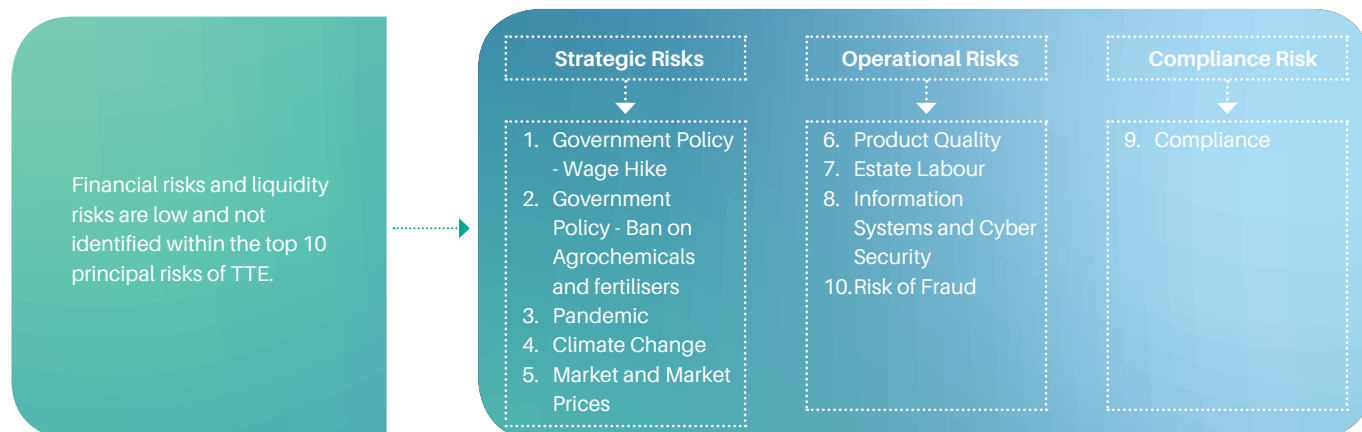 Financial risks and liquidity
risks are low and not
identified within the top 10
principal risks of TTE.
Strategic Risks
1. Government Policy
- Wage Hike
2. Government
Policy - Ban on
Agrochemicals
and fertilisers
3. Pandemic
4. Climate Change
5. Market and Market
Prices
Operational Risks
6. Product Quality
7. Estate Labour
8. Information
Systems and Cyber
Security
10. Risk of Fraud
Compliance Risk
9. Compliance